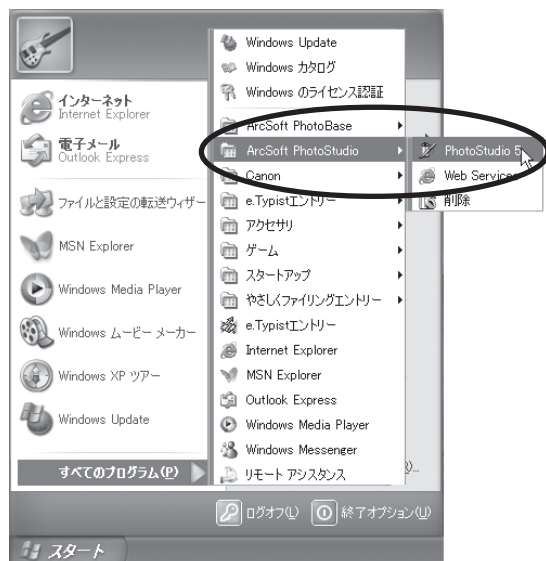 インターネット
Internet Explorer
電子メール
Outlook Express
ファイルと設定の転送ウィザー
MSN Explorer
Windows Media Player
Windows ムービー メーカー
Windows XP ツアー
Windows Update
すべてのプログラム(P)
Windows Update
Windows カタログ
Windows のライセンス認証
ArcSoft PhotoBase
ArcSoft PhotoStudio
Canon
e.Typistエントリー
アクセサリ
ゲーム
スタートアップ
やさしくファイリングエントリー
e.Typistエントリー
Internet Explorer
MSN Explorer
Outlook Express
Windows Media Player
Windows Messenger
リモート アシスタンス
PhotoStudio 5
Web Services
削除
ログオフ(L)
終了オプション(U)
スタート